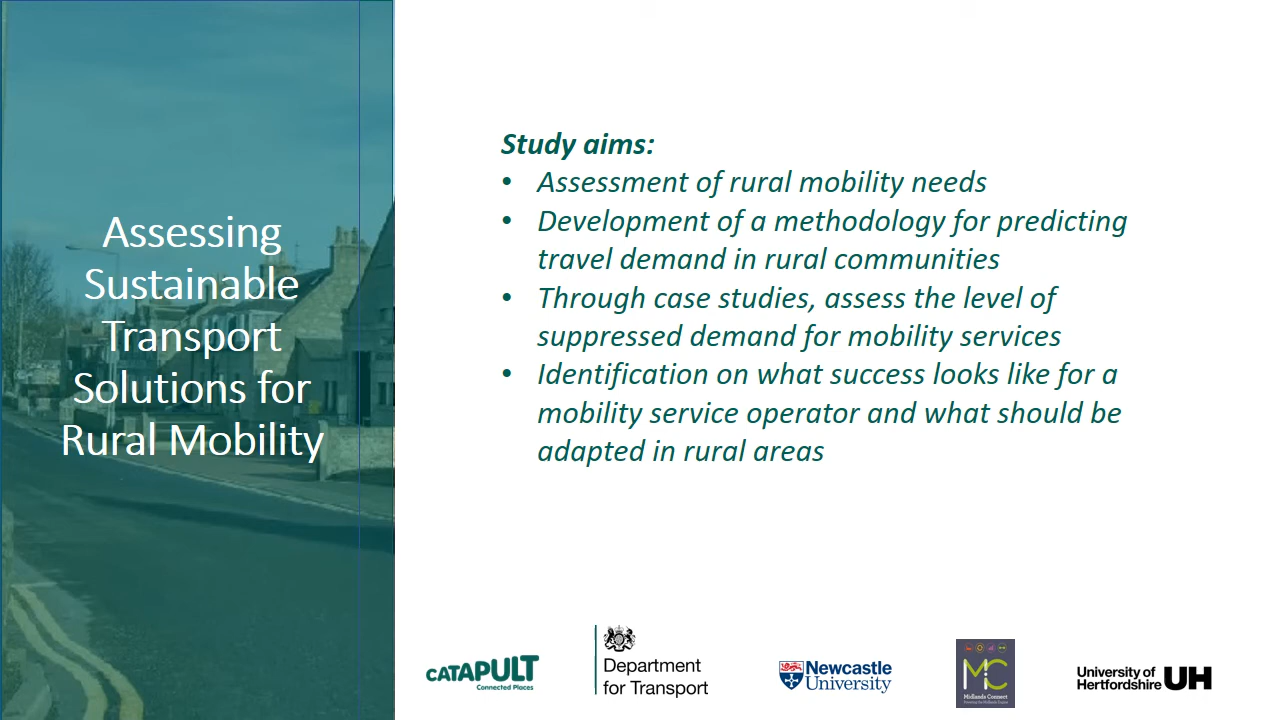 Assessing
Sustainable
Transport
Solutions for
Rural Mobility
Study aims:
• Assessment of rural mobility needs
• Development of a methodology for predicting
travel demand in rural communities
• Through case studies, assess the level of
suppressed demand for mobility services
• Identification on what success looks like for a
mobility service operator and what should be
adapted in rural areas
CATAPULT
Connected Places
Department
for Transport
Newcastle
University
MiC
Midlands Connect
University of
Hertfordshire UH